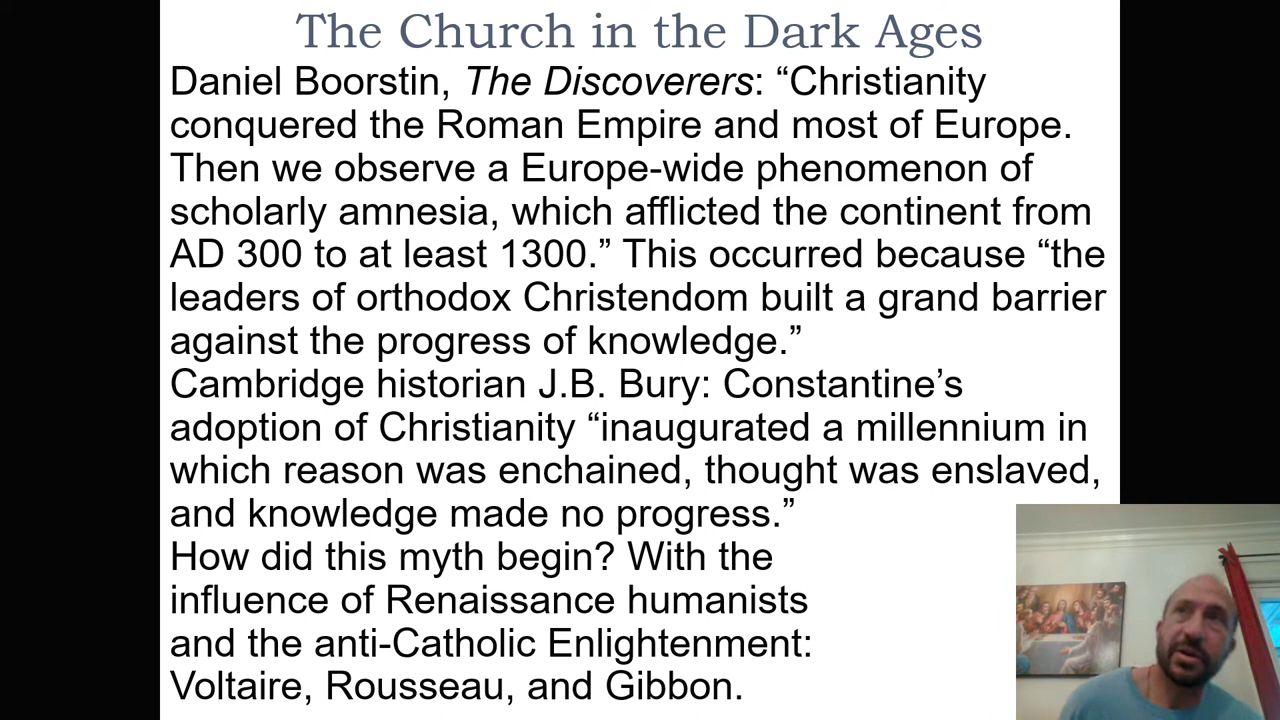 The Church in the Dark Ages
Daniel Boorstin, The Discoverers: “Christianity
conquered the Roman Empire and most of Europe.
Then we observe a Europe-wide phenomenon of
scholarly amnesia, which afflicted the continent from
AD 300 to at least 1300.” This occurred because “the
leaders of orthodox Christendom built a grand barrier
against the progress of knowledge.”
Cambridge historian J.B. Bury: Constantine’s
adoption of Christianity “inaugurated a millennium in
which reason was enchained, thought was enslaved,
and knowledge made no progress.”
How did this myth begin? With the
influence of Renaissance humanists
and the anti-Catholic Enlightenment:
Voltaire, Rousseau, and Gibbon.